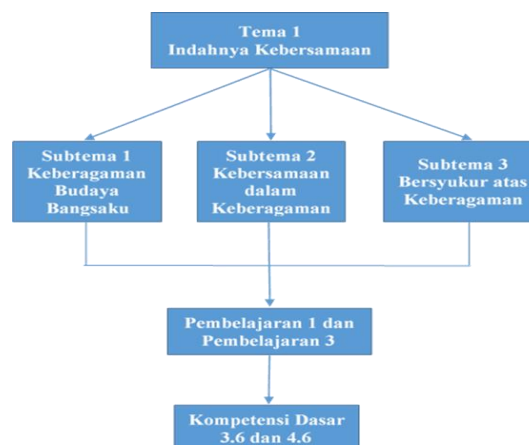 Tema 1
Indahnya Kebersamaan
Subtema 1
Keberagaman
Budaya
Bangsaku
Subtema 2
Kebersamaan
dalam
Keberagaman
Subtema 3
Bersyukur atas
Keberagaman
Pembelajaran 1 dan
Pembelajaran 3
Kompetensi Dasar
3.6 dan 4.6